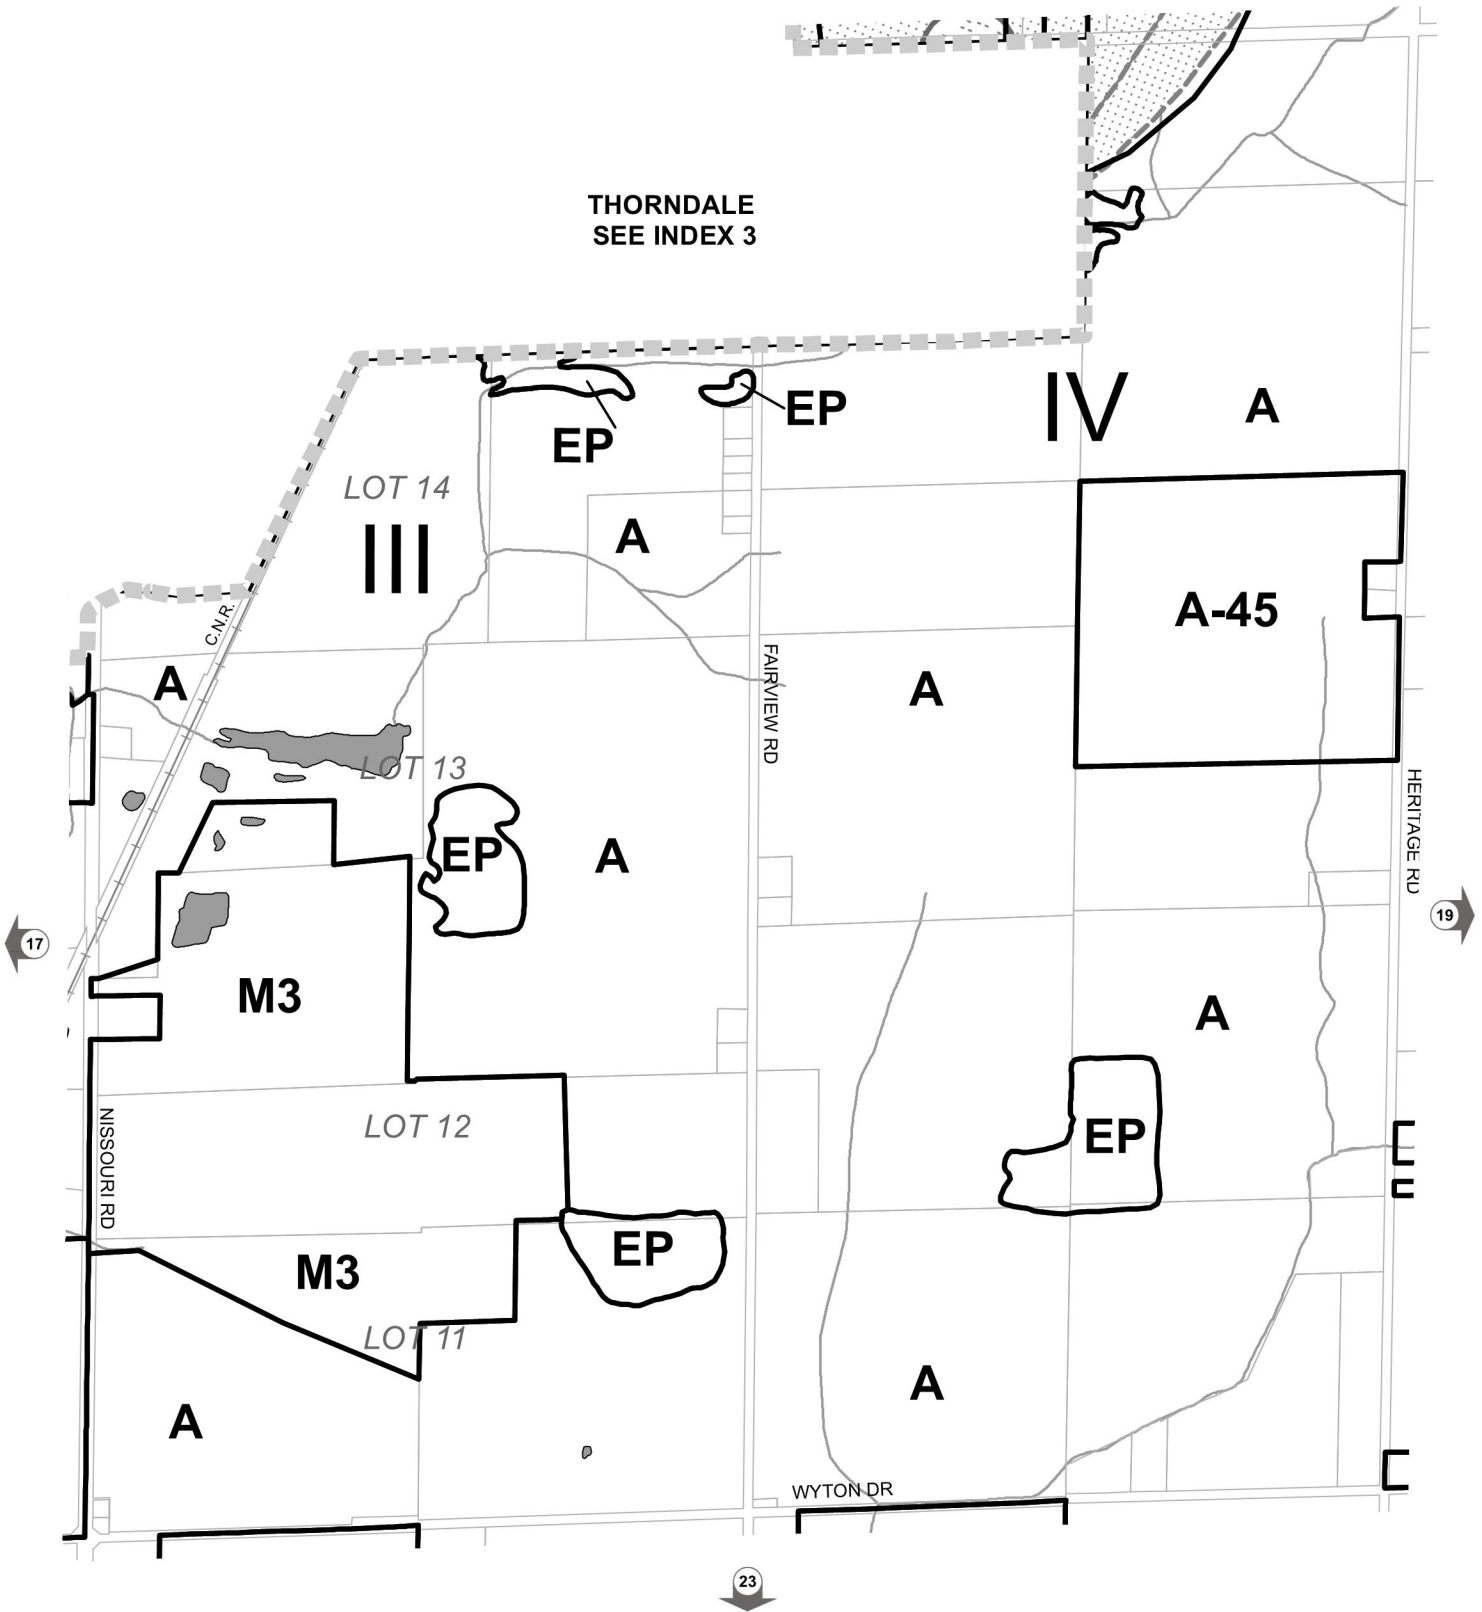 THORNDALE
SEE INDEX 3
IV
A
EP
EP
LOT 14
III
A
A-45
C.N.R.
A
FAIRVIEW RD
A
LOT 13
HERITAGE RD
EP
A
17
19
M3
A
NISSOURI RD
LOT 12
EP
EP
M3
LOT 11
A
A
WYTON DR
23